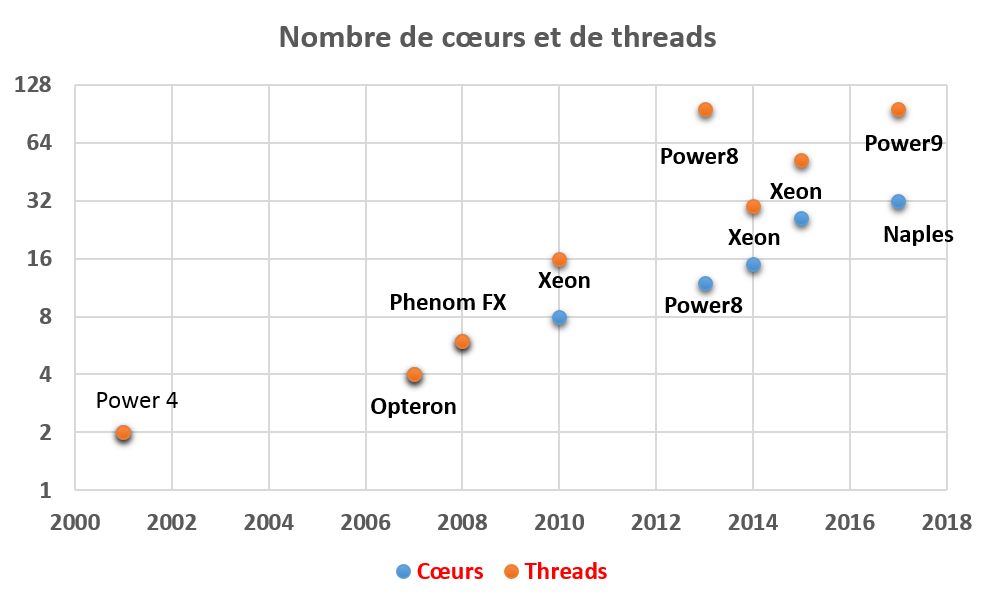 Nombre de cœurs et de threads
128
64
32
16
8
4
2
1
Power8
Power9
Xeon
Naples
Xeon
Xeon
Power8
Phenom FX
Opteron
Power 4
2000 2002 2004 2006 2008 2010 2012 2014 2016 2018
Cœurs Threads